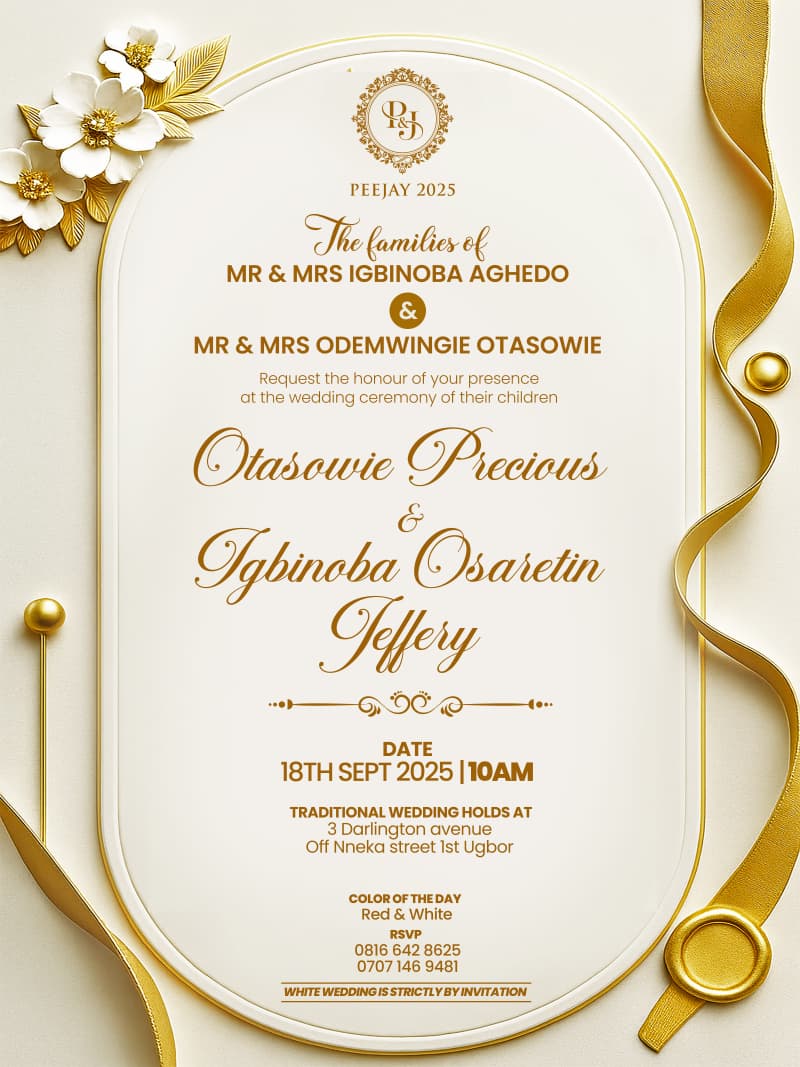 P&J
PEEJAY 2025
The families of
MR & MRS IGBINOBA AGHEDO
&
MR & MRS ODEMWINGIE OTASOWIE
Request the honour of your presence
at the wedding ceremony of their children
Otasowie Precious
&
Igbinoba Osaretin
Jeffery
DATE
18TH SEPT 2025 | 10AM
TRADITIONAL WEDDING HOLDS AT
3 Darlington avenue
Off Nneka street 1st Ugbor
COLOR OF THE DAY
Red & White
RSVP
0816 642 8625
0707 146 9481
WHITE WEDDING IS STRICTLY BY INVITATION